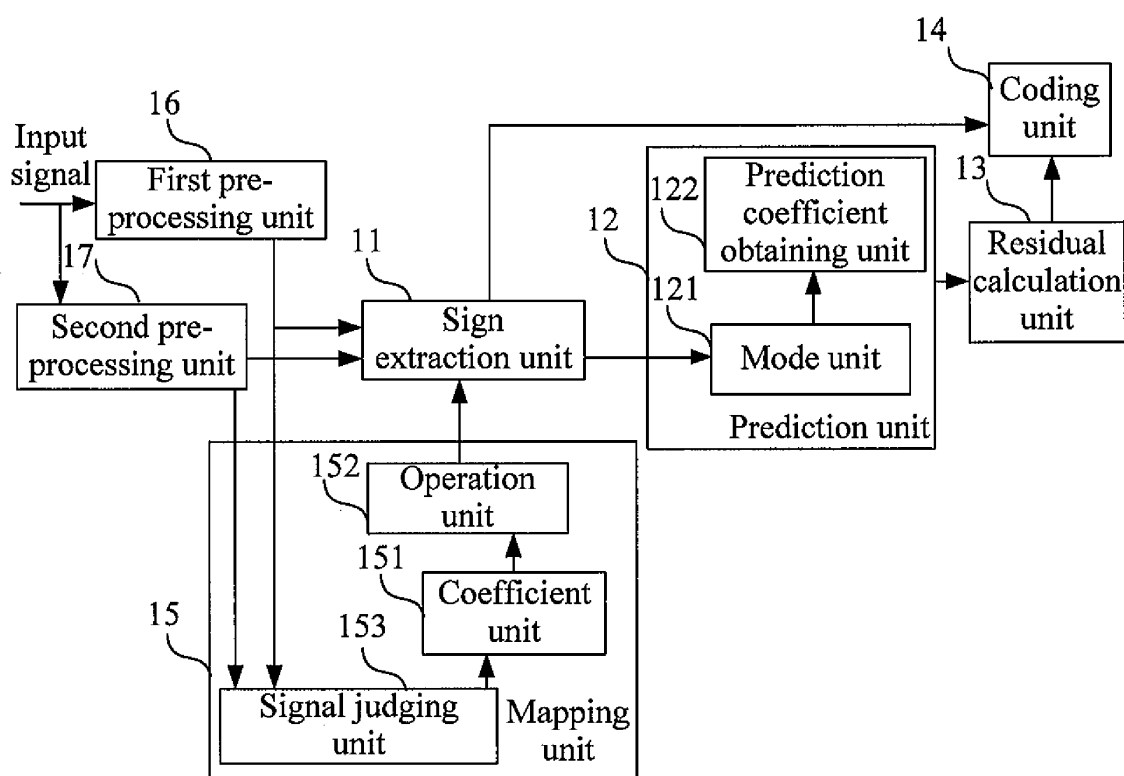 14
Coding
unit
16
Input
signal
First pre-
processing unit
13
Residual
calculation
unit
122
Prediction
coefficient
obtaining unit
12
17
11
121
Second pre-
processing unit
Sign
extraction unit
Mode unit
Prediction unit
152
Operation
unit
151
Coefficient
unit
15
153
Signal judging
unit
Mapping
unit